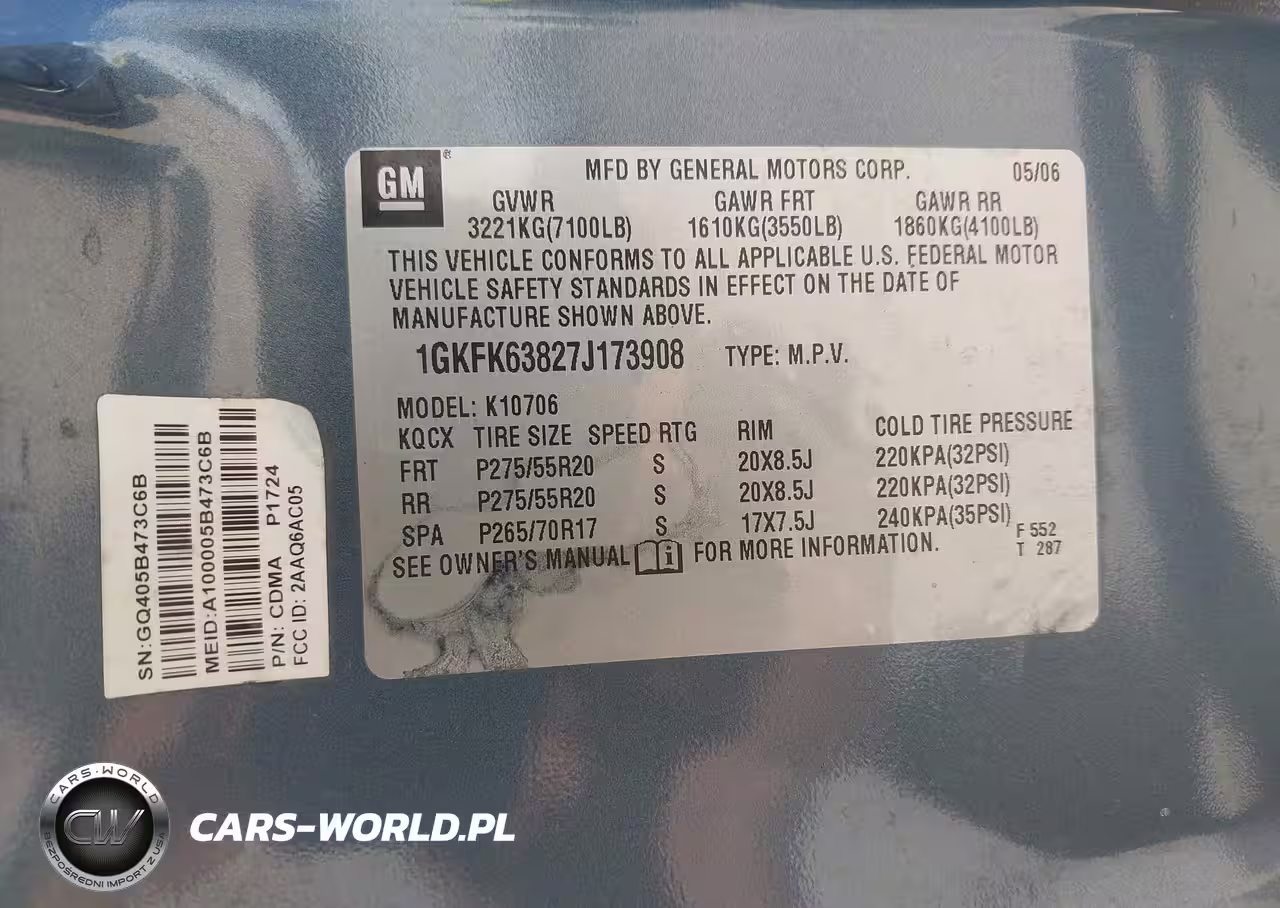 GM
®
MFD BY GENERAL MOTORS CORP. 05/06
GVWR GAWR FRT GAWR RR
3221KG(7100LB) 1610KG(3550LB) 1860KG(4100LB)
THIS VEHICLE CONFORMS TO ALL APPLICABLE U.S. FEDERAL MOTOR
VEHICLE SAFETY STANDARDS IN EFFECT ON THE DATE OF
MANUFACTURE SHOWN ABOVE.
1GKFK63827J173908 TYPE: M.P.V.
MODEL: K10706
KQCX TIRE SIZE SPEED RTG RIM COLD TIRE PRESSURE
FRT P275/55R20 S 20X8.5J 220KPA(32PSI)
RR P275/55R20 S 20X8.5J 220KPA(32PSI)
SPA P265/70R17 S 17X7.5J 240KPA(35PSI)
SEE OWNER'S MANUAL i FOR MORE INFORMATION.
F 552
T 287
SN:GQ405B473C6B
MEID:A100005B473C6B
P/N: CDMA P1724
FCC ID: 2AAQ6AC05
CARS-WORLD
CW
BEZPOŚREDNI IMPORT Z USA
CARS-WORLD.PL